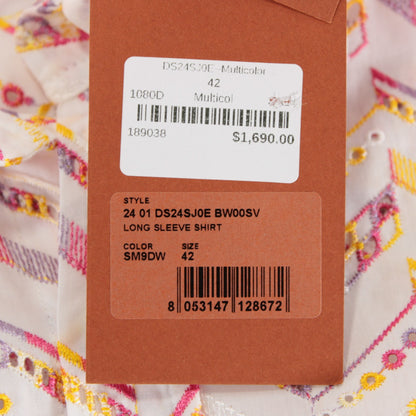 DS24SJ0E--Multicolor
42
1080D Multicol
189038 $1,690.00
STYLE
24 01 DS24SJ0E BW00SV
LONG SLEEVE SHIRT
COLOR SIZE
SM9DW 42
8 053147 128672